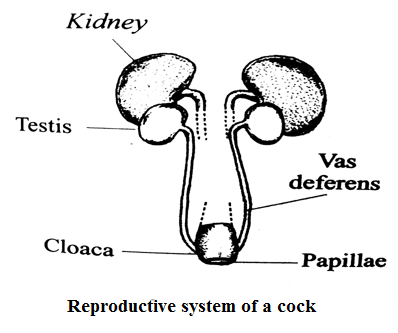 Kidney
Testis
Vas
deferens
Cloaca
Papillae
Reproductive system of a cock